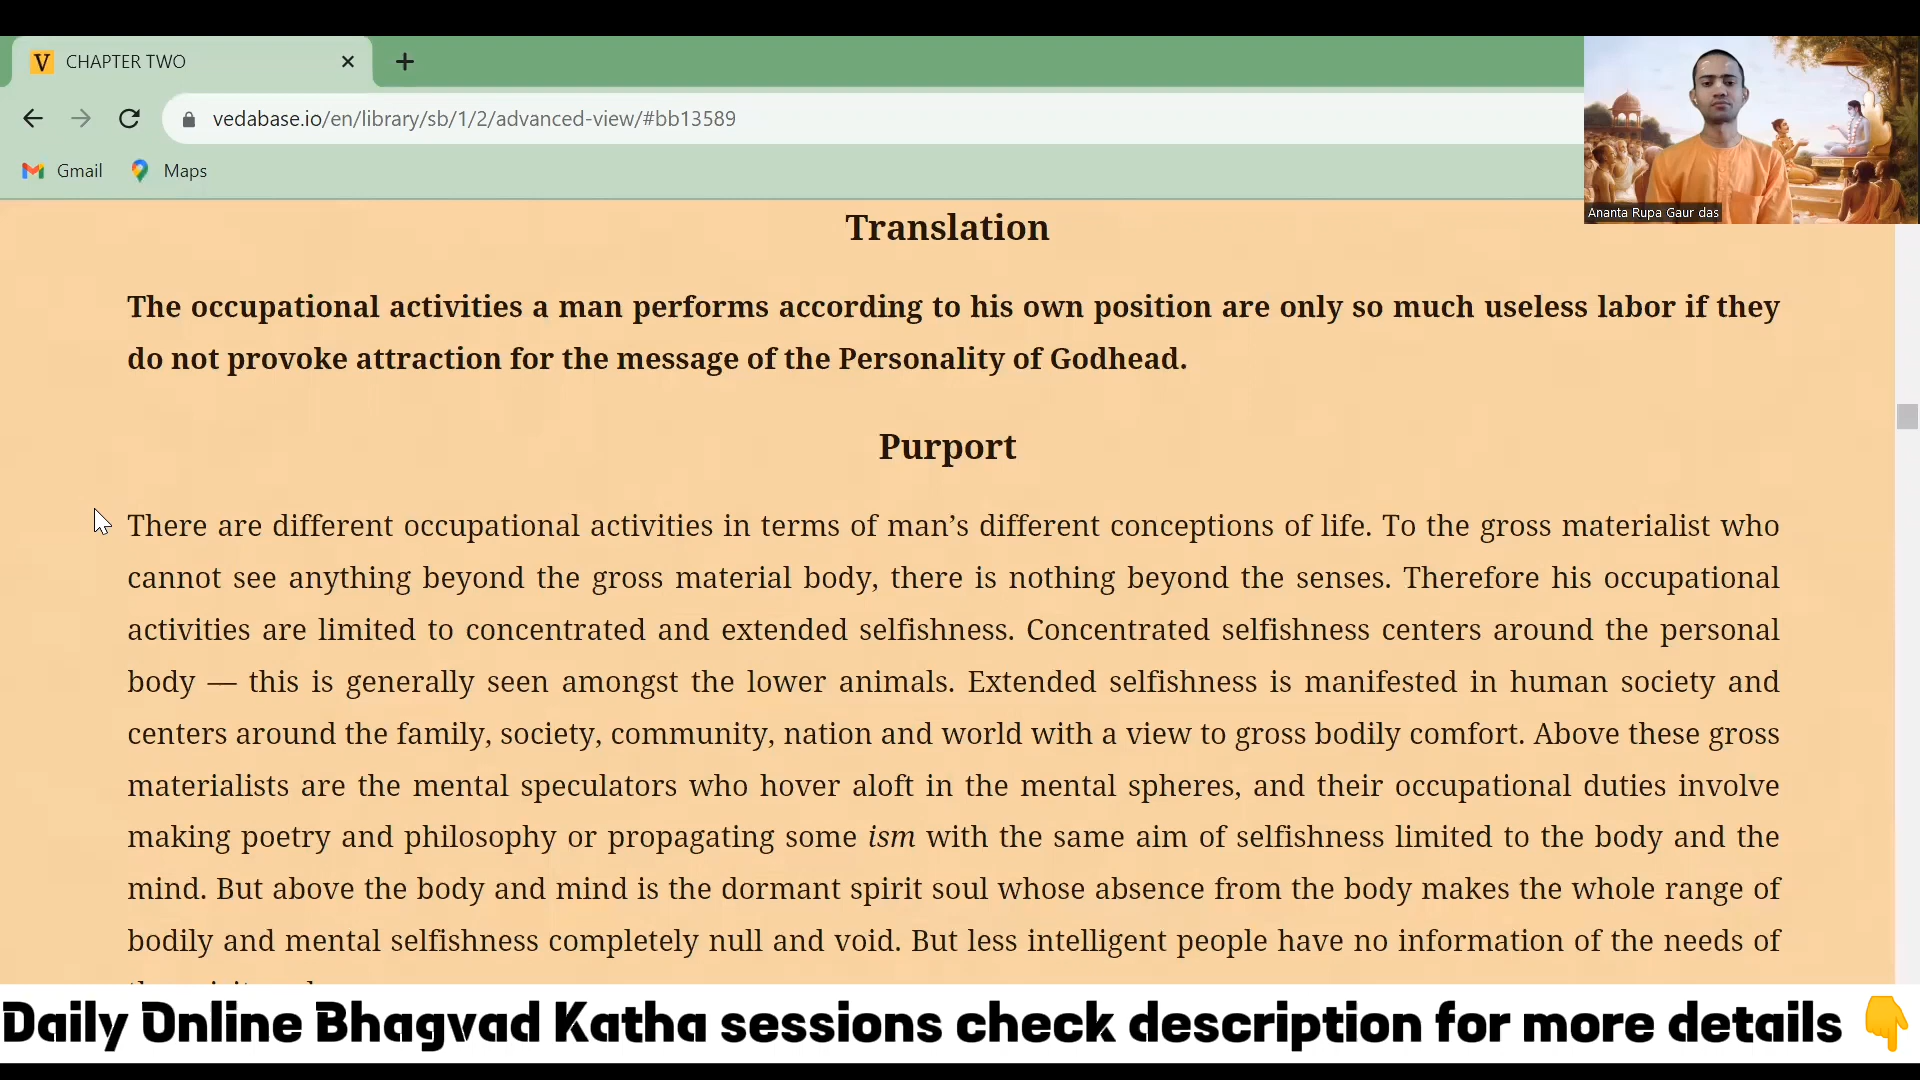 CHAPTER TWO
vedabase.io/en/library/sb/1/2/advanced-view/#bb13589
Gmail Maps
Ananta Rupa Gaur das
Translation
The occupational activities a man performs according to his own position are only so much useless labor if they
do not provoke attraction for the message of the Personality of Godhead.
Purport
There are different occupational activities in terms of man’s different conceptions of life. To the gross materialist who
cannot see anything beyond the gross material body, there is nothing beyond the senses. Therefore his occupational
activities are limited to concentrated and extended selfishness. Concentrated selfishness centers around the personal
body — this is generally seen amongst the lower animals. Extended selfishness is manifested in human society and
centers around the family, society, community, nation and world with a view to gross bodily comfort. Above these gross
materialists are the mental speculators who hover aloft in the mental spheres, and their occupational duties involve
making poetry and philosophy or propagating some ism with the same aim of selfishness limited to the body and the
mind. But above the body and mind is the dormant spirit soul whose absence from the body makes the whole range of
bodily and mental selfishness completely null and void. But less intelligent people have no information of the needs of
Daily Online Bhagvad Katha sessions check description for more details 👇